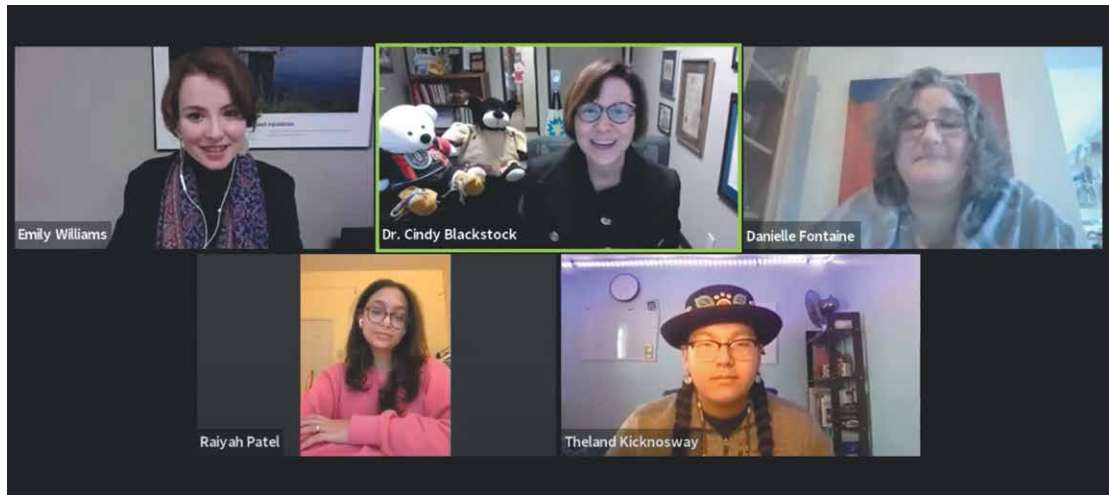 Emily Williams
Dr. Cindy Blackstock
Danielle Fontaine
Raiyah Patel
Theland Kicknosway